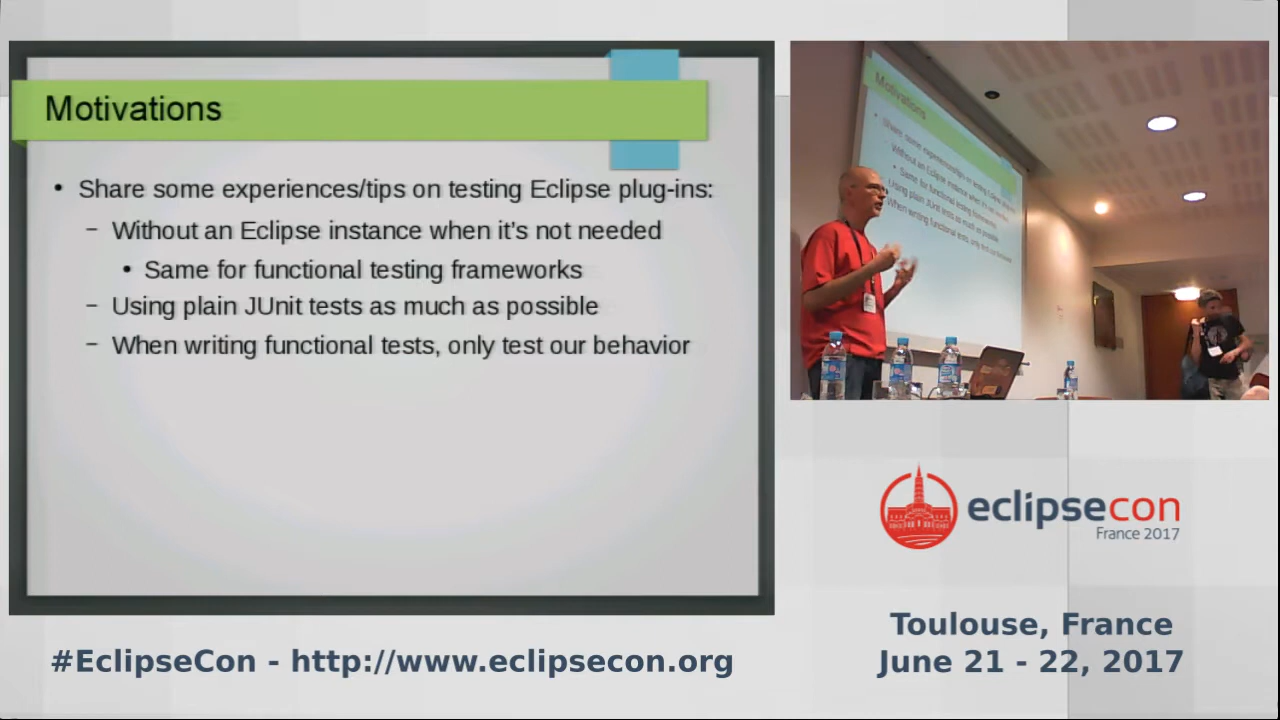 Motivations
• Share some experiences/tips on testing Eclipse plug-ins:
– Without an Eclipse instance when it's not needed
• Same for functional testing frameworks
– Using plain JUnit tests as much as possible
– When writing functional tests, only test our behavior
Motivations
eclipsecon
France 2017
Toulouse, France
June 21 - 22, 2017
#EclipseCon - http://www.eclipsecon.org